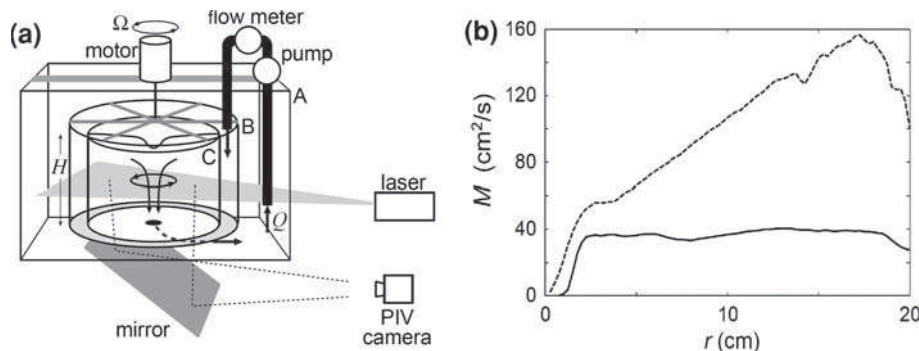 (a)
Ω
motor
flow meter
pump
A
B
C
H
laser
Q
PIV
camera
mirror
(b)
M (cm²/s)
160
120
80
40
0
0 10 20
r (cm)